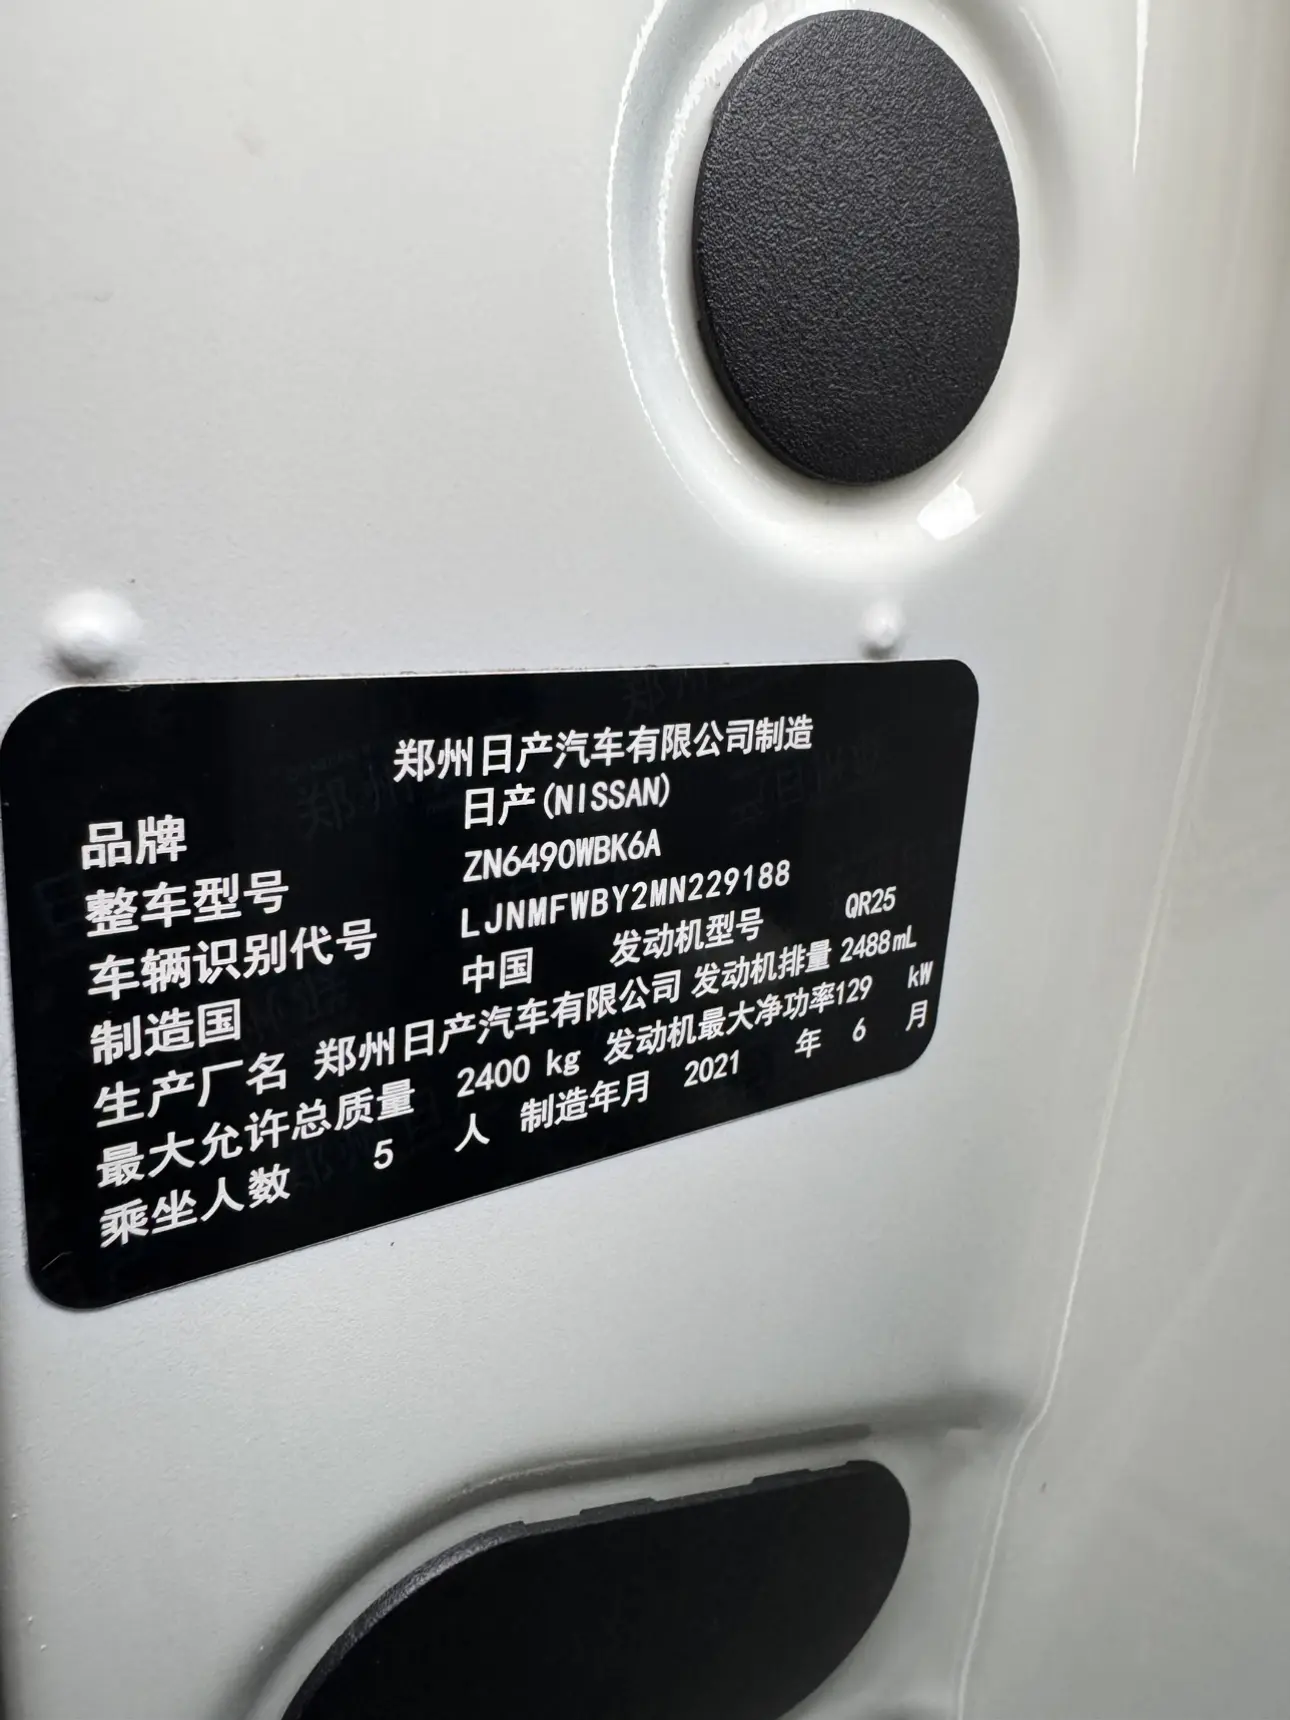 郑州日产汽车有限公司制造
品牌 日产(NISSAN)
整车型号 ZN6490WBK6A
车辆识别代号 LJNMFWBY2MN229188
制造国 中国 发动机型号 QR25
生产厂名 郑州日产汽车有限公司 发动机排量 2488mL
最大允许总质量 2400 kg 发动机最大净功率129 kW
乘坐人数 5 人 制造年月 2021 年 6 月